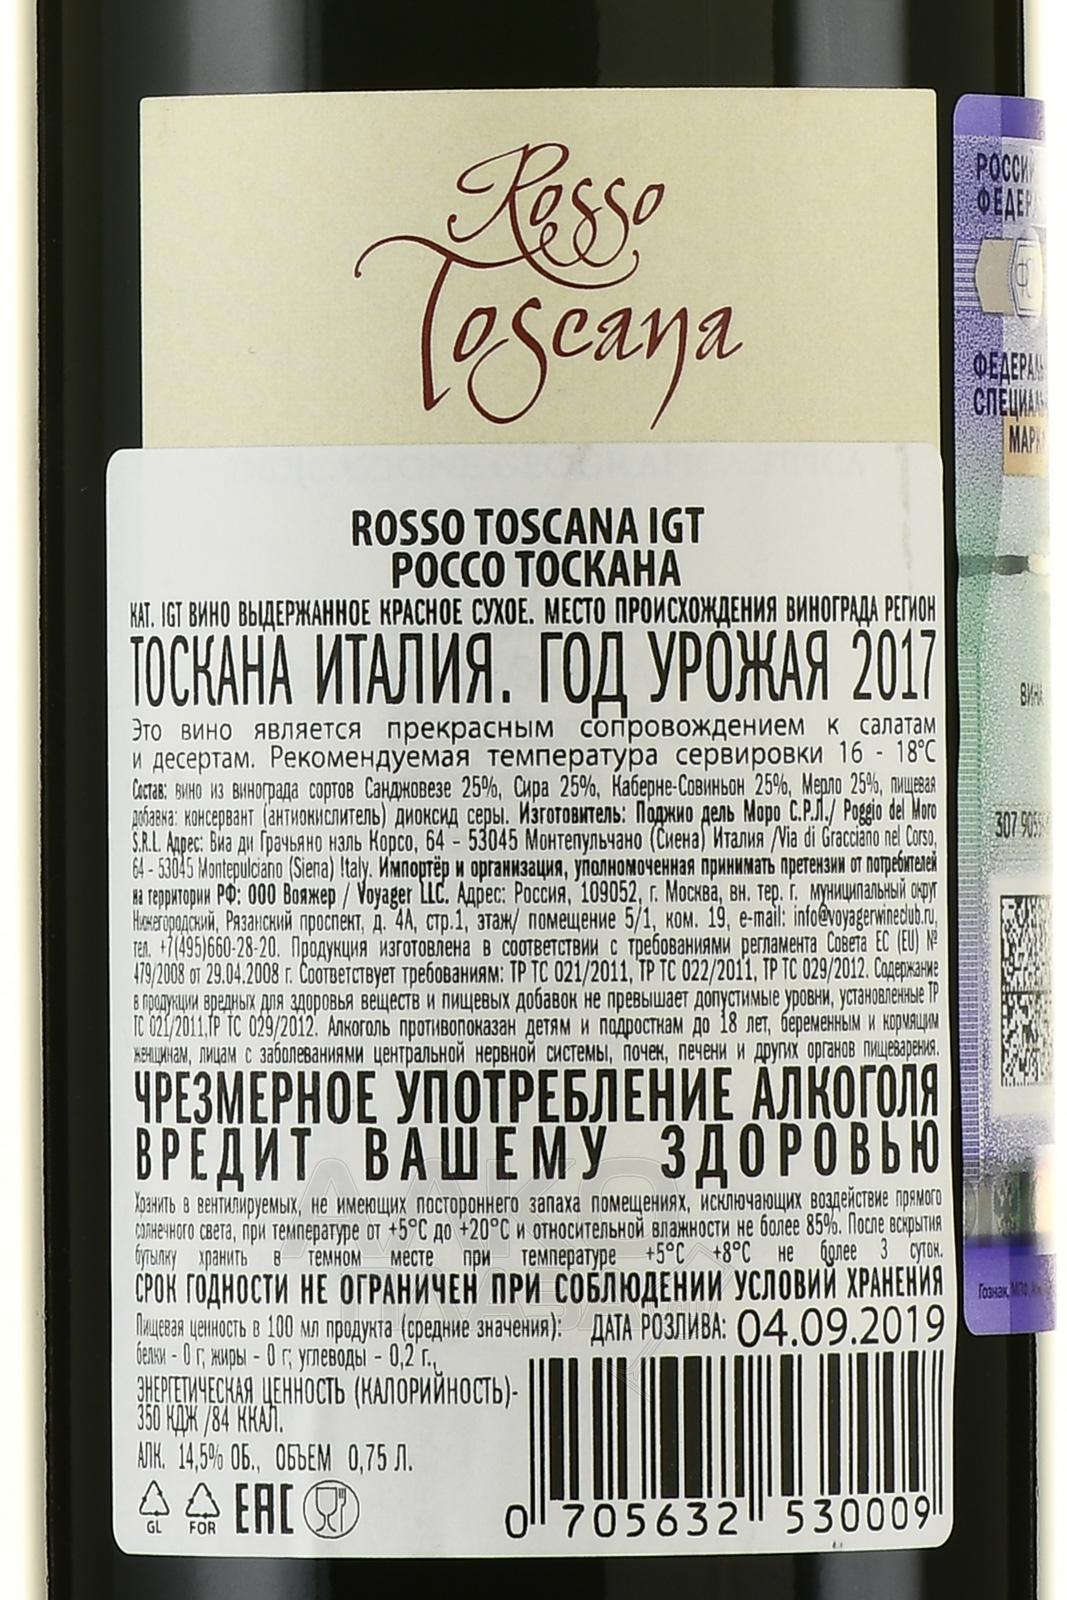 Rosso
Toscana
ROSSO TOSCANA IGT
РОССО ТОСКАНА
КАТ. IGT ВИНО ВЫДЕРЖАННОЕ КРАСНОЕ СУХОЕ. МЕСТО ПРОИСХОЖДЕНИЯ ВИНОГРАДА РЕГИОН
ТОСКАНА ИТАЛИЯ. ГОД УРОЖАЯ 2017
Это вино является прекрасным сопровождением к салатам
и десертам. Рекомендуемая температура сервировки 16 - 18°C
Состав: вино из винограда сортов Санджовезе 25%, Сира 25%, Каберне-Совиньон 25%, Мерло 25%, пищевая
добавка: консервант (антиокислитель) диоксид серы. Изготовитель: Поджио дель Моро С.Р.Л./ Poggio del Moro
S.R.L. Адрес: Виа ди Грачьяно нэль Корсо, 64 - 53045 Монтепульчано (Сиена) Италия /Via di Gracciano nel Corso,
64 - 53045 Montepulciano (Siena) Italy. Импортёр и организация, уполномоченная принимать претензии от потребителей
на территории РФ: ООО Вояжер / Voyager LLC. Адрес: Россия, 109052, г. Москва, вн. тер. г. муниципальный округ
Нижегородский, Рязанский проспект, д. 4А, стр.1, этаж/ помещение 5/1, ком. 19, e-mail: info@voyagerwineclub.ru,
тел. +7(495)660-28-20. Продукция изготовлена в соответствии с требованиями регламента Совета ЕС (EU) №
479/2008 от 29.04.2008 г. Соответствует требованиям: ТР ТС 021/2011, ТР ТС 022/2011, ТР ТС 029/2012. Содержание
в продукции вредных для здоровья веществ и пищевых добавок не превышает допустимые уровни, установленные ТР
ТС 021/2011,ТР ТС 029/2012. Алкоголь противопоказан детям и подросткам до 18 лет, беременным и кормящим
женщинам, лицам с заболеваниями центральной нервной системы, почек, печени и других органов пищеварения.
ЧРЕЗМЕРНОЕ УПОТРЕБЛЕНИЕ АЛКОГОЛЯ
ВРЕДИТ ВАШЕМУ ЗДОРОВЬЮ
Хранить в вентилируемых, не имеющих постороннего запаха помещениях, исключающих воздействие прямого
солнечного света, при температуре от +5°C до +20°C и относительной влажности не более 85%. После вскрытия
бутылку хранить в темном месте при температуре +5°C +8°C не более 3 суток.
СРОК ГОДНОСТИ НЕ ОГРАНИЧЕН ПРИ СОБЛЮДЕНИИ УСЛОВИЙ ХРАНЕНИЯ
Пищевая ценность в 100 мл продукта (средние значения):
белки - 0 г; жиры - 0 г; углеводы - 0,2 г.,
ДАТА РОЗЛИВА: 04.09.2019
ЭНЕРГЕТИЧЕСКАЯ ЦЕННОСТЬ (КАЛОРИЙНОСТЬ)-
350 КДЖ /84 ККАЛ.
АЛК. 14,5% ОБ., ОБЪЕМ 0,75 Л.
GL FOR EAC
0 705632 530009
РОССИЙ
ФЕДЕР
ФЕДЕРАЛЬ
СПЕЦИАЛЬ
МАРК
ВИНА
Гознак